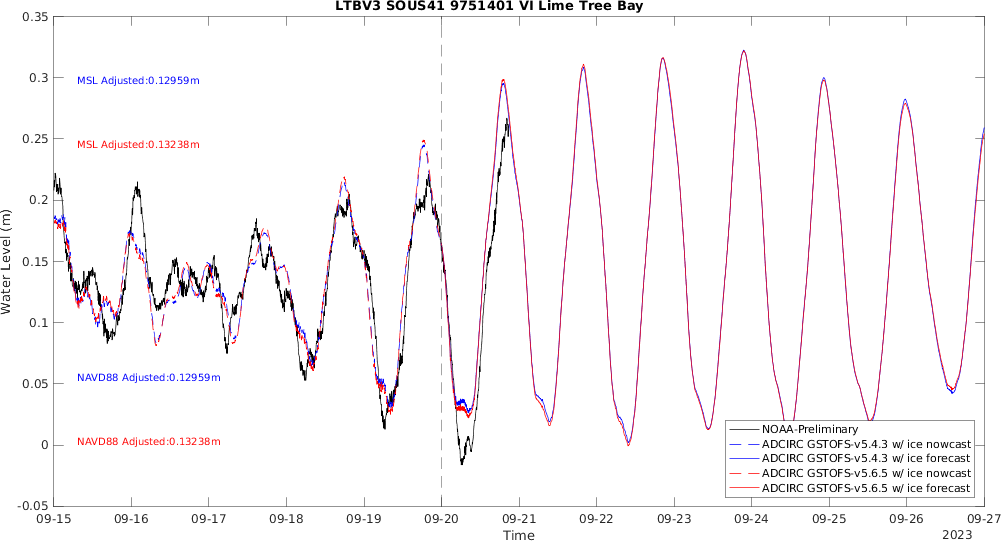 LTBV3 SOUS41 9751401 VI Lime Tree Bay
0.35
0.3
0.25
0.2
0.15
0.1
0.05
0
-0.05
Water Level (m)
MSL Adjusted:0.12959m
MSL Adjusted:0.13238m
NAVD88 Adjusted:0.12959m
NAVD88 Adjusted:0.13238m
NOAA-Preliminary
ADCIRC GSTOFS-v5.4.3 w/ ice nowcast
ADCIRC GSTOFS-v5.4.3 w/ ice forecast
ADCIRC GSTOFS-v5.6.5 w/ ice nowcast
ADCIRC GSTOFS-v5.6.5 w/ ice forecast
09-15 09-16 09-17 09-18 09-19 09-20 09-21 09-22 09-23 09-24 09-25 09-26 09-27
Time
2023